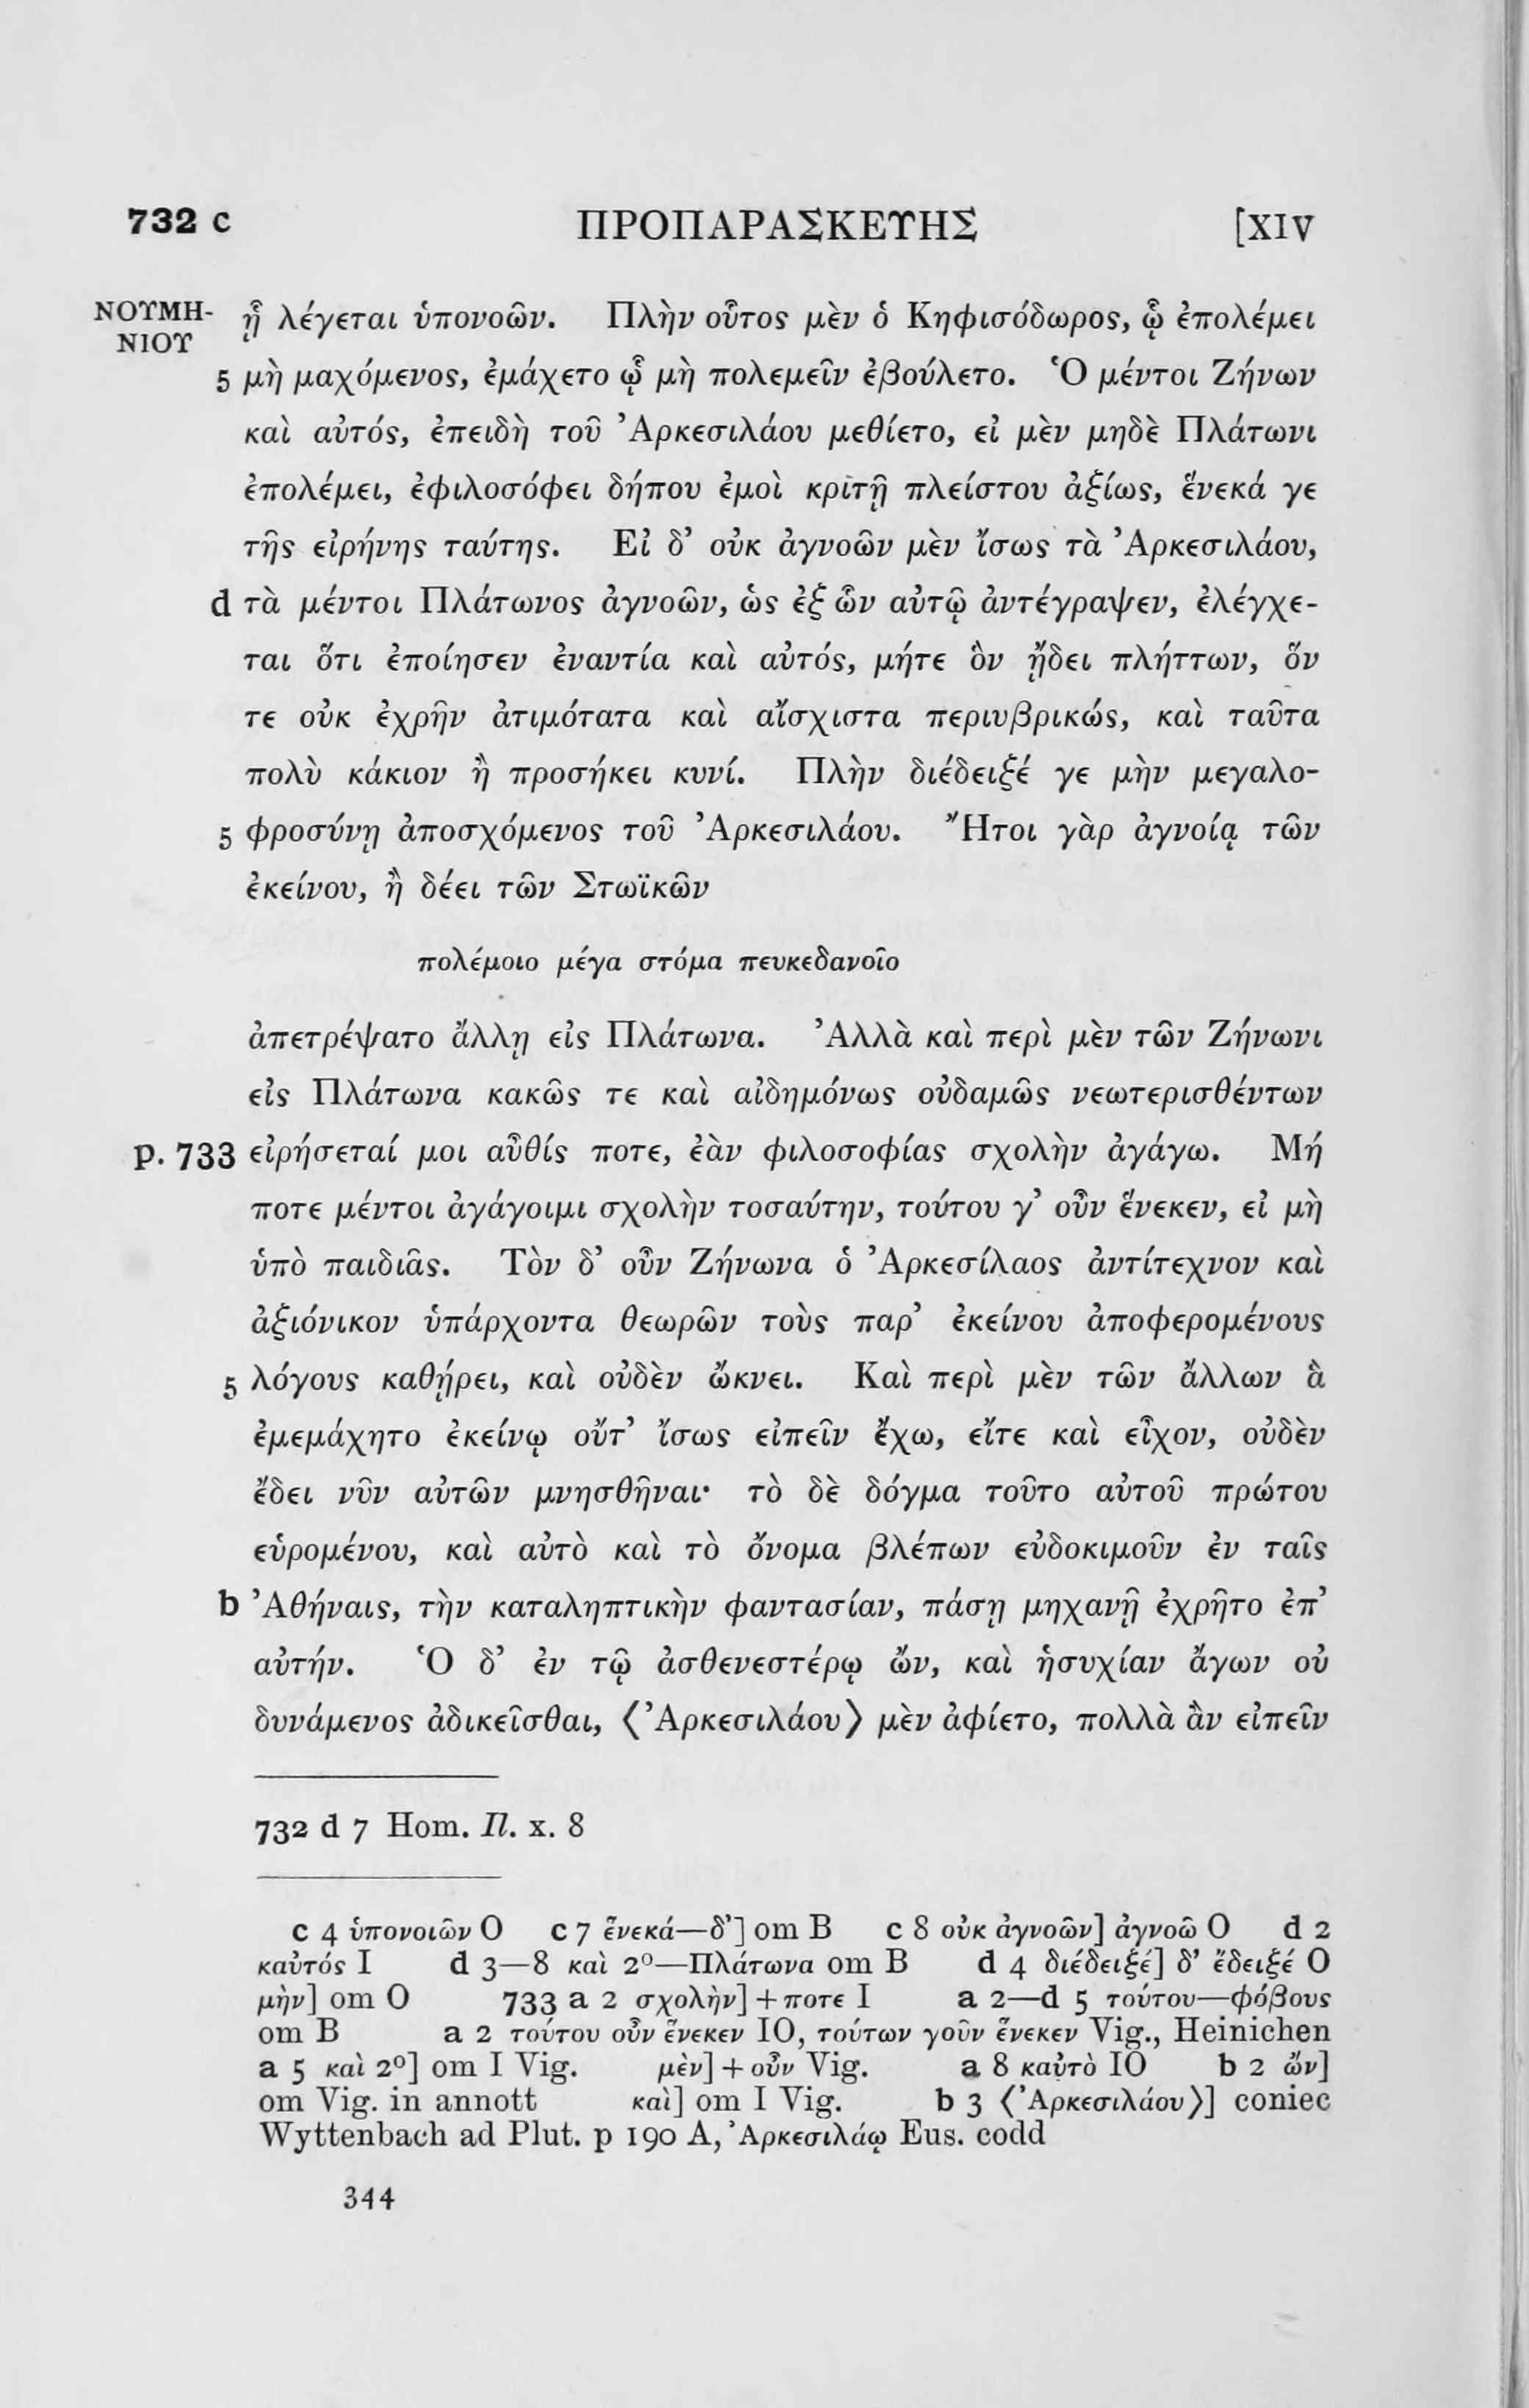 732 c ΠΡΟΠΑΡΑΣΚΕΥΗΣ [XIV
ΝΟΥΜΗ- ᾗ λέγεται ὑπονοῶν. Πλὴν οὗτος μὲν ὁ Κηφισόδωρος, ᾧ ἐπολέμει
ΝΙΟΥ
5 μὴ μαχόμενος, ἐμάχετο ᾧ μὴ πολεμεῖν ἐβούλετο. Ὁ μέντοι Ζήνων
καὶ αὐτός, ἐπειδὴ τοῦ Ἀρκεσιλάου μεθίετο, εἰ μὲν μηδὲ Πλάτωνι
ἐπολέμει, ἐφιλοσόφει δήπου ἐμοὶ κριτῇ πλείστου ἀξίως, ἕνεκά γε
τῆς εἰρήνης ταύτης. Εἰ δ’ οὐκ ἀγνοῶν μὲν ἴσως τὰ Ἀρκεσιλάου,
d τὰ μέντοι Πλάτωνος ἀγνοῶν, ὡς ἐξ ὧν αὐτῷ ἀντέγραψεν, ἐλέγχε-
ται ὅτι ἐποίησεν ἐναντία καὶ αὐτός, μήτε ὃν ᾔδει πλήττων, ὅν
τε οὐκ ἐχρῆν ἀτιμότατα καὶ αἴσχιστα περιυβρικώς, καὶ ταῦτα
πολὺ κάκιον ἢ προσήκει κυνί. Πλὴν διέδειξέ γε μὴν μεγαλο-
5 φροσύνῃ ἀποσχόμενος τοῦ Ἀρκεσιλάου. Ἤτοι γὰρ ἀγνοίᾳ τῶν
ἐκείνου, ἢ δέει τῶν Στωϊκῶν
πολέμοιο μέγα στόμα πευκεδανοῖο
ἀπετρέψατο ἄλλῃ εἰς Πλάτωνα. Ἀλλὰ καὶ περὶ μὲν τῶν Ζήνωνι
εἰς Πλάτωνα κακῶς τε καὶ αἰδημόνως οὐδαμῶς νεωτερισθέντων
p. 733 εἰρήσεταί μοι αὖθίς ποτε, ἐὰν φιλοσοφίας σχολὴν ἀγάγω. Μή
ποτε μέντοι ἀγάγοιμι σχολὴν τοσαύτην, τούτου γ’ οὖν ἕνεκεν, εἰ μὴ
ὑπὸ παιδιᾶς. Τὸν δ’ οὖν Ζήνωνα ὁ Ἀρκεσίλαος ἀντίτεχνον καὶ
ἀξιόνικον ὑπάρχοντα θεωρῶν τοὺς παρ’ ἐκείνου ἀποφερομένους
5 λόγους καθῄρει, καὶ οὐδὲν ὤκνει. Καὶ περὶ μὲν τῶν ἄλλων ἃ
ἐμεμάχητο ἐκείνῳ οὔτ’ ἴσως εἰπεῖν ἔχω, εἴτε καὶ εἶχον, οὐδὲν
ἔδει νῦν αὐτῶν μνησθῆναι· τὸ δὲ δόγμα τοῦτο αὐτοῦ πρώτου
εὑρομένου, καὶ αὐτὸ καὶ τὸ ὄνομα βλέπων εὐδοκιμοῦν ἐν ταῖς
b Ἀθήναις, τὴν καταληπτικὴν φαντασίαν, πάσῃ μηχανῇ ἐχρῆτο ἐπ’
αὐτήν. Ὁ δ’ ἐν τῷ ἀσθενεστέρῳ ὤν, καὶ ἡσυχίαν ἄγων οὐ
δυνάμενος ἀδικεῖσθαι, ⟨Ἀρκεσιλάου⟩ μὲν ἀφίετο, πολλὰ ἂν εἰπεῖν
732 d 7 Hom. Il. x. 8
c 4 ὑπονοιῶν O c 7 ἕνεκά—δ’] om B c 8 οὐκ ἀγνοῶν] ἀγνοῶ O d 2
καὐτός I d 3—8 καὶ 2º—Πλάτωνα om B d 4 διέδειξέ] δ’ ἔδειξέ O
μὴν] om O 733 a 2 σχολὴν] + ποτε I a 2—d 5 τούτου—φόβους
om B a 2 τούτου οὖν ἕνεκεν IO, τούτων γοῦν ἕνεκεν Vig., Heinichen
a 5 καὶ 2º] om I Vig. μὲν] + οὖν Vig. a 8 καὐτὸ IO b 2 ὤν]
om Vig. in annott καὶ] om I Vig. b 3 ⟨Ἀρκεσιλάου⟩] coniec
Wyttenbach ad Plut. p 190 A, Ἀρκεσιλάῳ Eus. codd
344